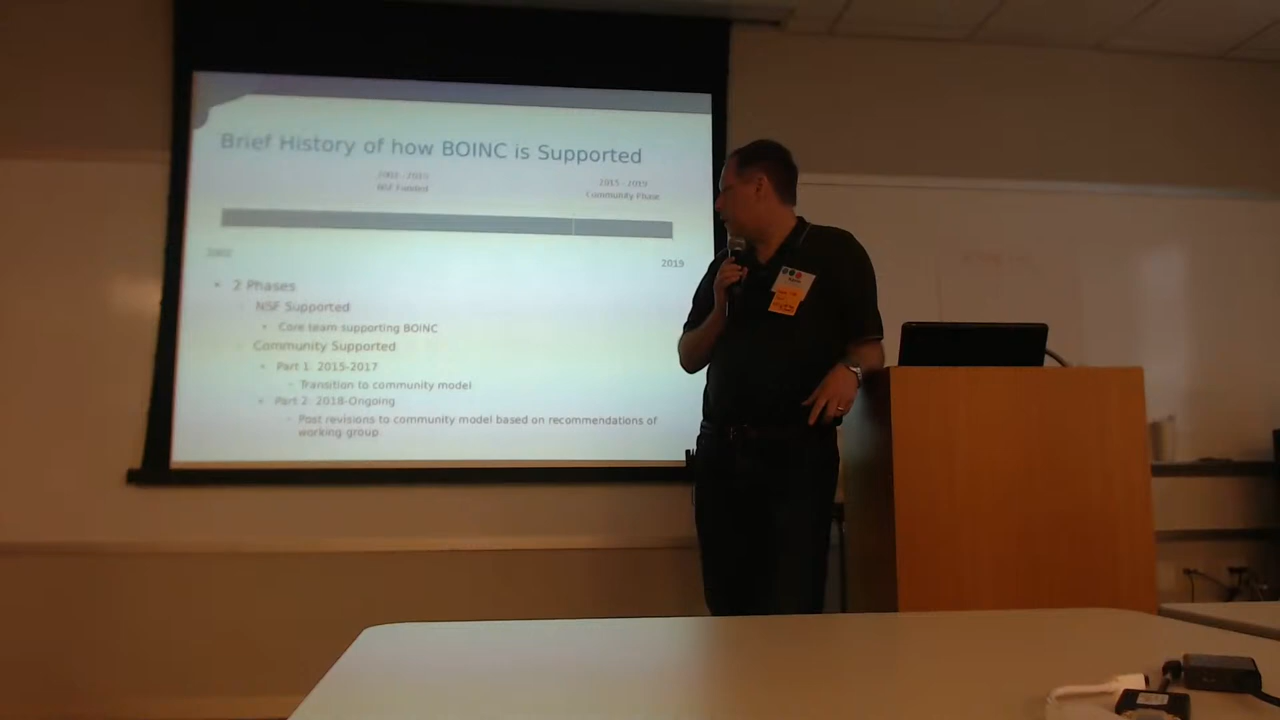 Brief History of how BOINC is Supported
2002 - 2015
NSF Funded
2015 - 2019
Community Phase
2002
2019
• 2 Phases
– NSF Supported
• Core team supporting BOINC
– Community Supported
• Part 1: 2015-2017
– Transition to community model
• Part 2: 2018-Ongoing
– Post revisions to community model based on recommendations of
working group.